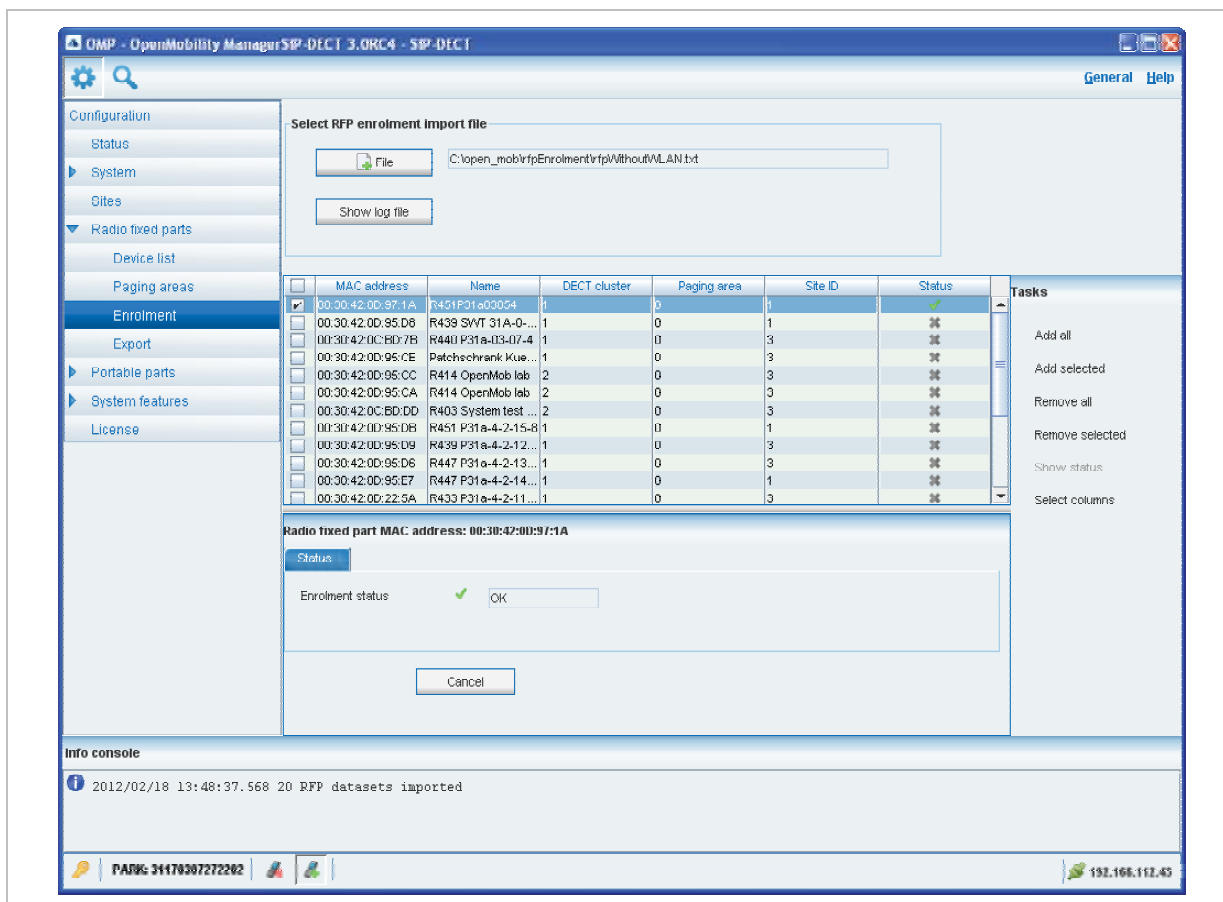 OMP - OpenMobility Manager SIP-DECT 3.0RC4 - SIP-DECT
General Help
Configuration
Status
System
Sites
Radio fixed parts
Device list
Paging areas
Enrolment
Export
Portable parts
System features
License
Select RFP enrolment import file
File C:\open_mob\rfpEnrolment\rfpWithoutWLAN.txt
Show log file
MAC address Name DECT cluster Paging area Site ID Status
00:30:42:0D:97:1A R451P31a03054 1 0 1
00:30:42:0D:95:D8 R439 SWT 31A-0-... 1 0 1
00:30:42:0C:BD:7B R440 P31a-03-07-4 1 0 3
00:30:42:0D:95:CE Patchschrank Kue... 1 0 3
00:30:42:0D:95:CC R414 OpenMob lab 2 0 3
00:30:42:0D:95:CA R414 OpenMob lab 2 0 3
00:30:42:0C:BD:DD R403 System test ... 2 0 3
00:30:42:0D:95:DB R451 P31a-4-2-15-8 1 0 1
00:30:42:0D:95:D9 R439 P31a-4-2-12... 1 0 3
00:30:42:0D:95:D6 R447 P31a-4-2-13... 1 0 3
00:30:42:0D:95:E7 R447 P31a-4-2-14... 1 0 1
00:30:42:0D:22:5A R433 P31a-4-2-11... 1 0 3
Tasks
Add all
Add selected
Remove all
Remove selected
Show status
Select columns
Radio fixed part MAC address: 00:30:42:0D:97:1A
Status
Enrolment status OK
Cancel
Info console
2012/02/18 13:48:37.568 20 RFP datasets imported
PARK: 31170307272202
192.168.112.43